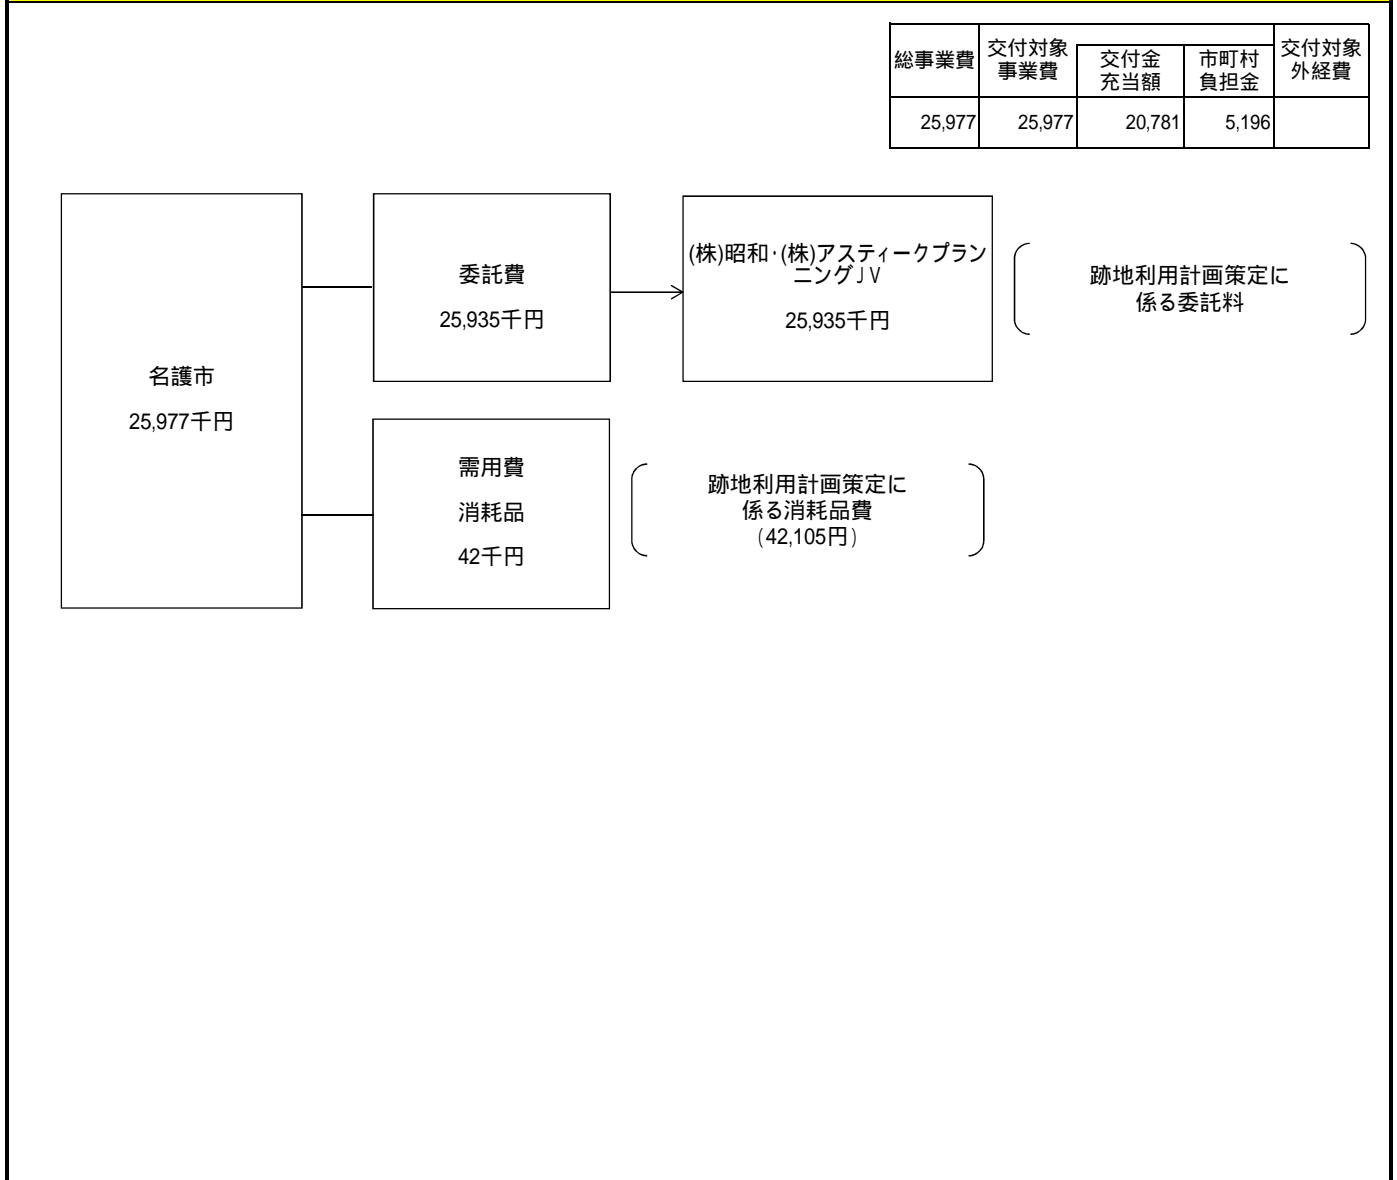 総事業費
交付対象
事業費
交付金
充当額
市町村
負担金
交付対象
外経費
25,977
25,977
20,781
5,196
名護市
25,977千円
委託費
25,935千円
(株)昭和・(株)アスティークプラン
ニングJV
25,935千円
跡地利用計画策定に
係る委託料
需用費
消耗品
42千円
跡地利用計画策定に
係る消耗品費
(42,105円)